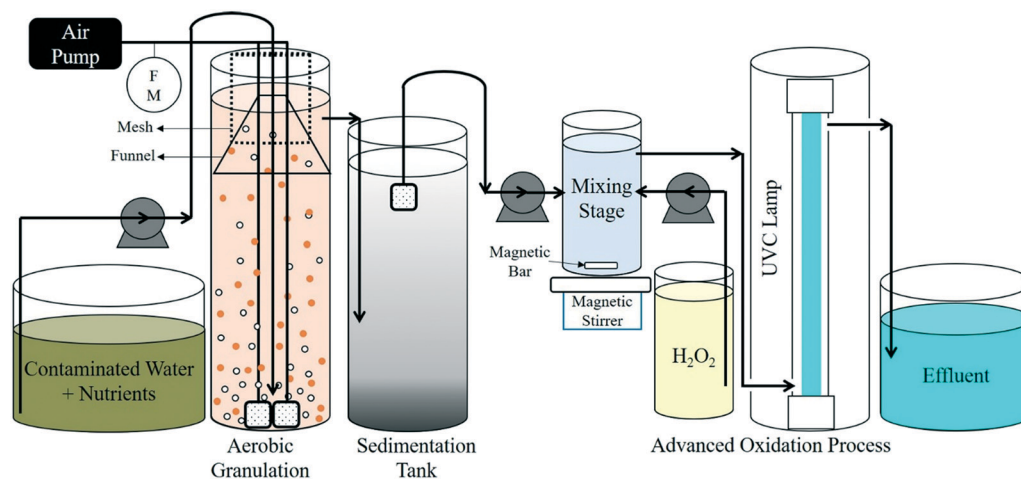 Air
Pump
F
M
Mesh
Funnel
Contaminated Water
+ Nutrients
Aerobic
Granulation
Sedimentation
Tank
Mixing
Stage
Magnetic
Bar
Magnetic
Stirrer
H₂O₂
UVC Lamp
Advanced Oxidation Process
Effluent